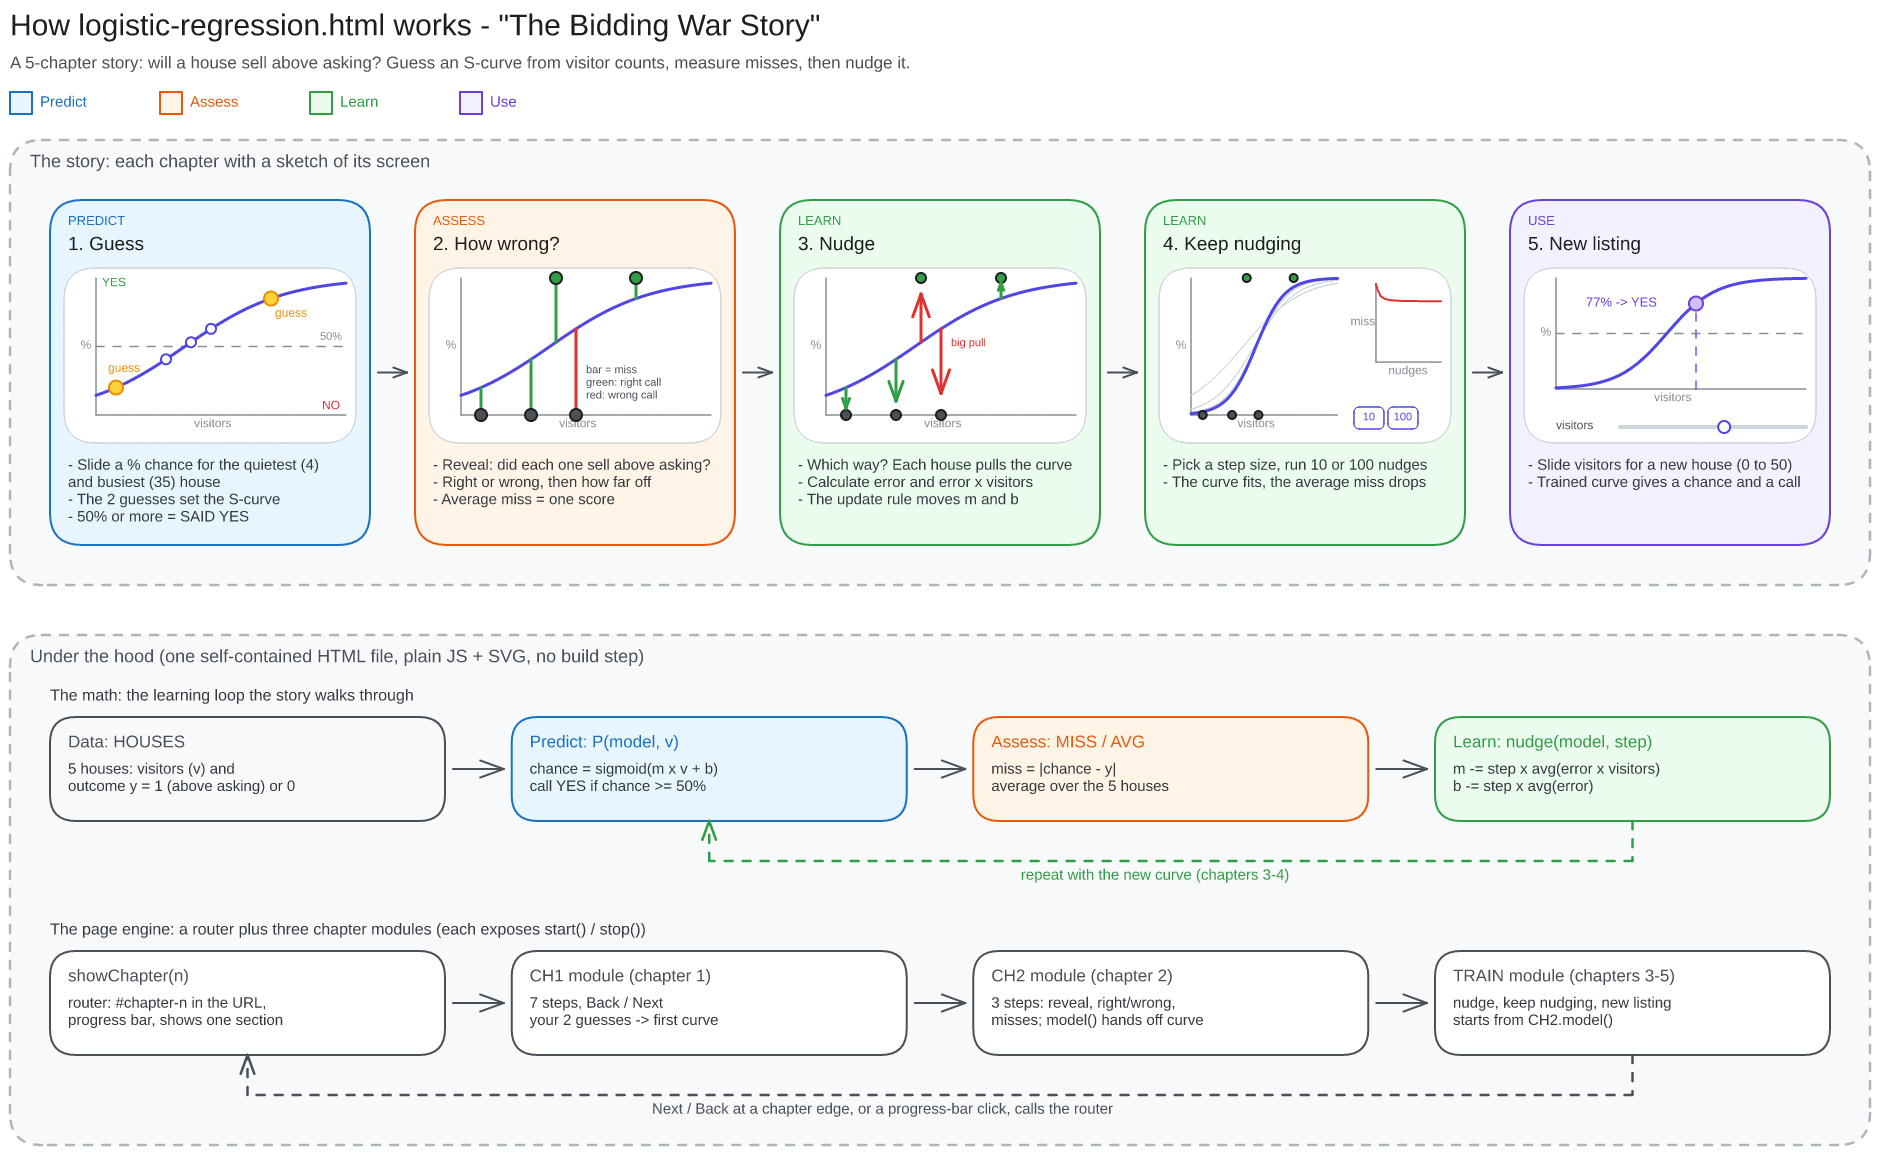 How logistic-regression.html works - "The Bidding War Story"
A 5-chapter story: will a house sell above asking? Guess an S-curve from visitor counts, measure misses, then nudge it.
Predict
Assess
Learn
Use
The story: each chapter with a sketch of its screen
PREDICT
1. Guess
YES
guess
50%
%
guess
NO
visitors
- Slide a % chance for the quietest (4)
and busiest (35) house
- The 2 guesses set the S-curve
- 50% or more = SAID YES
ASSESS
2. How wrong?
%
bar = miss
green: right call
red: wrong call
visitors
- Reveal: did each one sell above asking?
- Right or wrong, then how far off
- Average miss = one score
LEARN
3. Nudge
%
big pull
visitors
- Which way? Each house pulls the curve
- Calculate error and error x visitors
- The update rule moves m and b
LEARN
4. Keep nudging
miss
%
nudges
10
100
visitors
- Pick a step size, run 10 or 100 nudges
- The curve fits, the average miss drops
USE
5. New listing
77% -> YES
%
visitors
visitors
- Slide visitors for a new house (0 to 50)
- Trained curve gives a chance and a call
Under the hood (one self-contained HTML file, plain JS + SVG, no build step)
The math: the learning loop the story walks through
Data: HOUSES
5 houses: visitors (v) and
outcome y = 1 (above asking) or 0
Predict: P(model, v)
chance = sigmoid(m x v + b)
call YES if chance >= 50%
Assess: MISS / AVG
miss = |chance - y|
average over the 5 houses
Learn: nudge(model, step)
m -= step x avg(error x visitors)
b -= step x avg(error)
repeat with the new curve (chapters 3-4)
The page engine: a router plus three chapter modules (each exposes start() / stop())
showChapter(n)
router: #chapter-n in the URL,
progress bar, shows one section
CH1 module (chapter 1)
7 steps, Back / Next
your 2 guesses -> first curve
CH2 module (chapter 2)
3 steps: reveal, right/wrong,
misses; model() hands off curve
TRAIN module (chapters 3-5)
nudge, keep nudging, new listing
starts from CH2.model()
Next / Back at a chapter edge, or a progress-bar click, calls the router